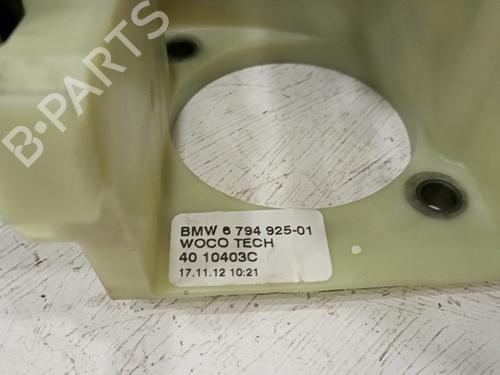 B-PARTS
BMW 6 794 925-01
WOCO TECH
40 10403C
17.11.12 10:21